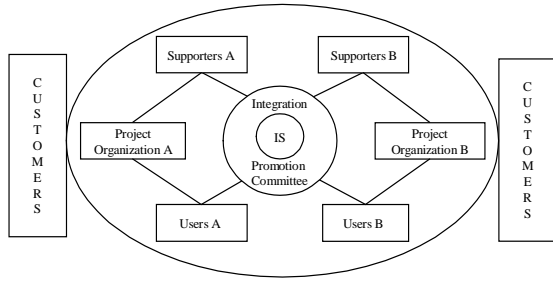 Supporters A
Supporters B
C
U
S
T
O
M
E
R
S
Integration
IS
Promotion
Committee
Project
Organization A
Project
Organization B
Users A
Users B
C
U
S
T
O
M
E
R
S